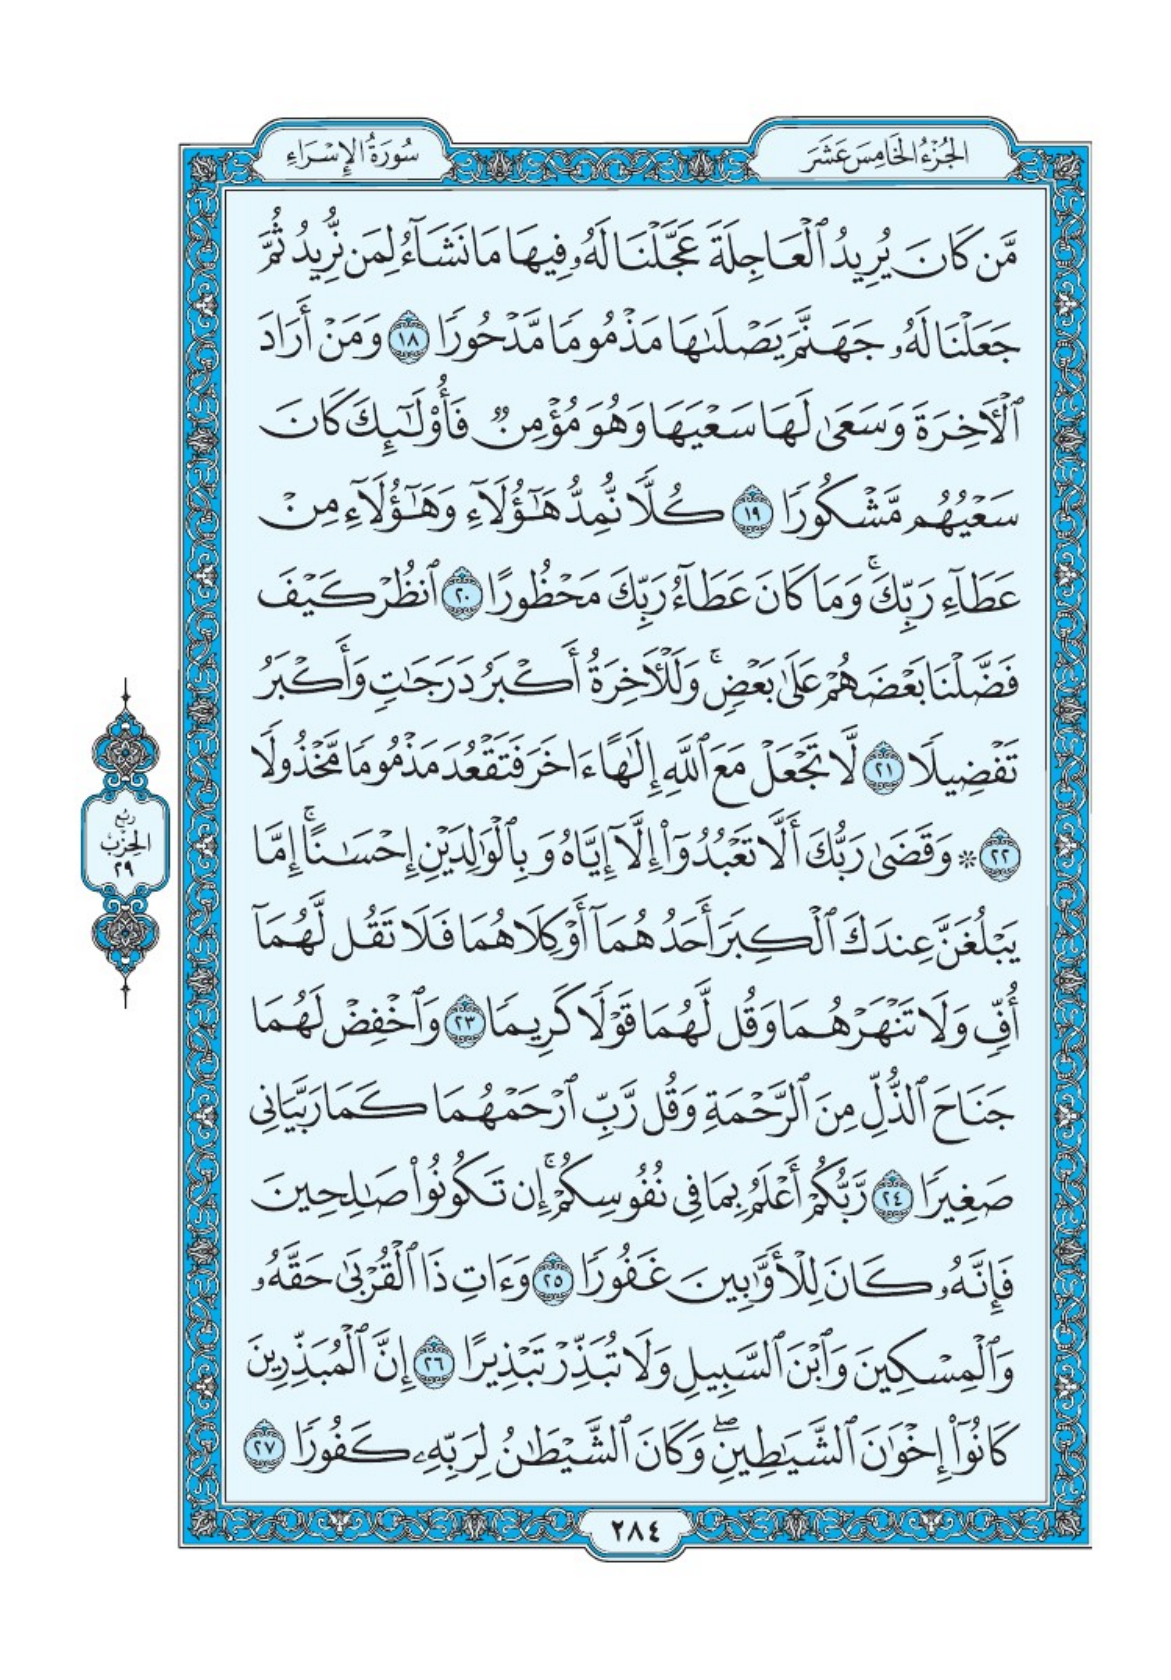 الجُزْءُ الخَامِسَ عَشَرَ
سُورَةُ الإِسْرَاءِ
مَّن كَانَ يُرِيدُ ٱلْعَاجِلَةَ عَجَّلْنَا لَهُۥ فِيهَا مَا نَشَآءُ لِمَن نُّرِيدُ ثُمَّ
جَعَلْنَا لَهُۥ جَهَنَّمَ يَصْلَىٰهَا مَذْمُومًا مَّدْحُورًا ١٨ وَمَنْ أَرَادَ
ٱلْأَخِرَةَ وَسَعَىٰ لَهَا سَعْيَهَا وَهُوَ مُؤْمِنٌ فَأُو۟لَـٰٓئِكَ كَانَ
سَعْيُهُم مَّشْكُورًا ١٩ كُلًّا نُّمِدُّ هَـٰٓؤُلَآءِ وَهَـٰٓؤُلَآءِ مِنْ
عَطَآءِ رَبِّكَ ۚ وَمَا كَانَ عَطَآءُ رَبِّكَ مَحْظُورًا ٢٠ ٱنظُرْ كَيْفَ
فَضَّلْنَا بَعْضَهُمْ عَلَىٰ بَعْضٍ ۚ وَلَلْأَخِرَةُ أَكْبَرُ دَرَجَـٰتٍ وَأَكْبَرُ
تَفْضِيلًا ٢١ لَّا تَجْعَلْ مَعَ ٱللَّهِ إِلَـٰهًا ءَاخَرَ فَتَقْعُدَ مَذْمُومًا مَّخْذُولًا
٢٢ ۞ وَقَضَىٰ رَبُّكَ أَلَّا تَعْبُدُوٓا۟ إِلَّآ إِيَّاهُ وَبِٱلْوَٰلِدَيْنِ إِحْسَـٰنًا ۚ إِمَّا
يَبْلُغَنَّ عِندَكَ ٱلْكِبَرَ أَحَدُهُمَآ أَوْ كِلَاهُمَا فَلَا تَقُل لَّهُمَآ
أُفٍّ وَلَا تَنْهَرْهُمَا وَقُل لَّهُمَا قَوْلًا كَرِيمًا ٢٣ وَٱخْفِضْ لَهُمَا
جَنَاحَ ٱلذُّلِّ مِنَ ٱلرَّحْمَةِ وَقُل رَّبِّ ٱرْحَمْهُمَا كَمَا رَبَّيَانِى
صَغِيرًا ٢٤ رَّبُّكُمْ أَعْلَمُ بِمَا فِى نُفُوسِكُمْ ۚ إِن تَكُونُوا۟ صَـٰلِحِينَ
فَإِنَّهُۥ كَانَ لِلْأَوَّٰبِينَ غَفُورًا ٢٥ وَءَاتِ ذَا ٱلْقُرْبَىٰ حَقَّهُۥ
وَٱلْمِسْكِينَ وَٱبْنَ ٱلسَّبِيلِ وَلَا تُبَذِّرْ تَبْذِيرًا ٢٦ إِنَّ ٱلْمُبَذِّرِينَ
كَانُوٓا۟ إِخْوَٰنَ ٱلشَّيَـٰطِينِ ۖ وَكَانَ ٱلشَّيْطَـٰنُ لِرَبِّهِۦ كَفُورًا ٢٧
رُبع
الحِزْب
٢٩
٢٨٤